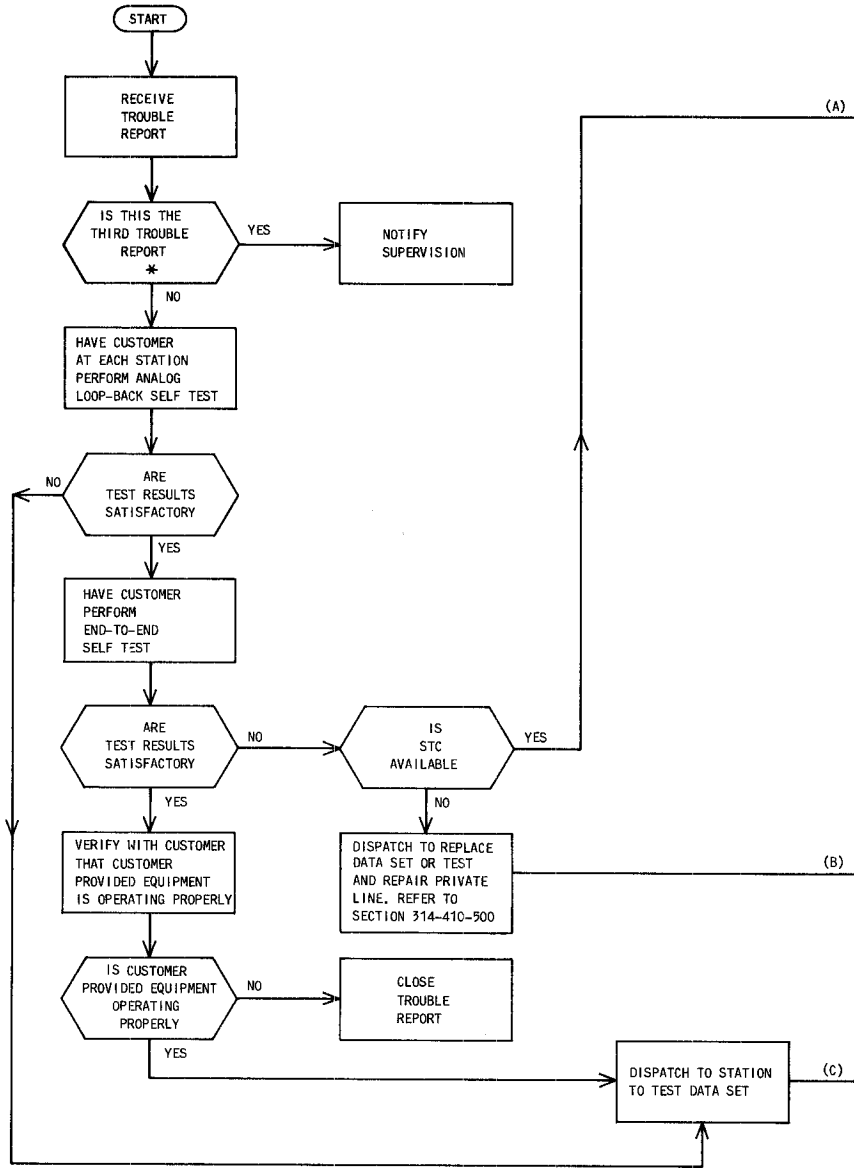 START
RECEIVE
TROUBLE
REPORT
(A)
IS THIS THE
THIRD TROUBLE
REPORT
*
YES
NOTIFY
SUPERVISION
NO
HAVE CUSTOMER
AT EACH STATION
PERFORM ANALOG
LOOP-BACK SELF TEST
NO
ARE
TEST RESULTS
SATISFACTORY
YES
HAVE CUSTOMER
PERFORM
END-TO-END
SELF TEST
ARE
TEST RESULTS
SATISFACTORY
NO
IS
STC
AVAILABLE
YES
YES
NO
VERIFY WITH CUSTOMER
THAT CUSTOMER
PROVIDED EQUIPMENT
IS OPERATING PROPERLY
DISPATCH TO REPLACE
DATA SET OR TEST
AND REPAIR PRIVATE
LINE. REFER TO
SECTION 314-410-500
(B)
IS CUSTOMER
PROVIDED EQUIPMENT
OPERATING
PROPERLY
NO
CLOSE
TROUBLE
REPORT
YES
DISPATCH TO STATION
TO TEST DATA SET
(C)